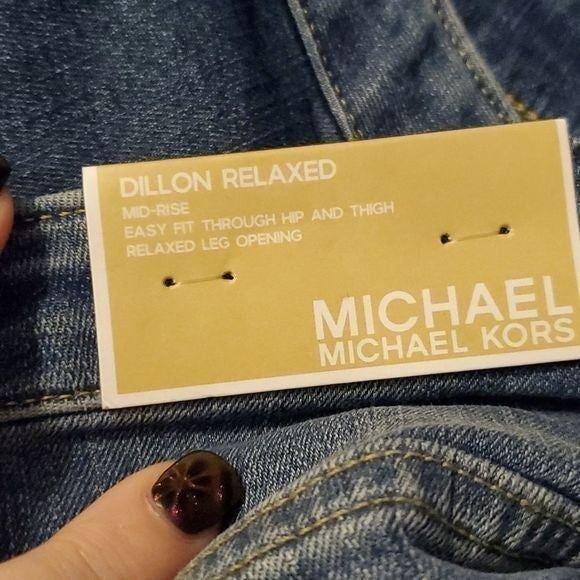 DILLON RELAXED
MID-RISE
EASY FIT THROUGH HIP AND THIGH
RELAXED LEG OPENING
MICHAEL
MICHAEL KORS